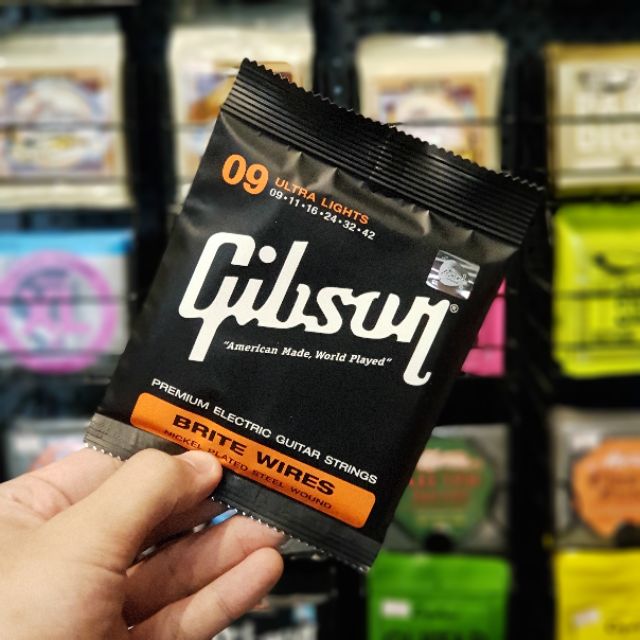 09 ULTRA LIGHTS
09•11•16•24•32•42
Gibson®
"American Made, World Played"
PREMIUM ELECTRIC GUITAR STRINGS
BRITE WIRES
NICKEL PLATED STEEL WOUND